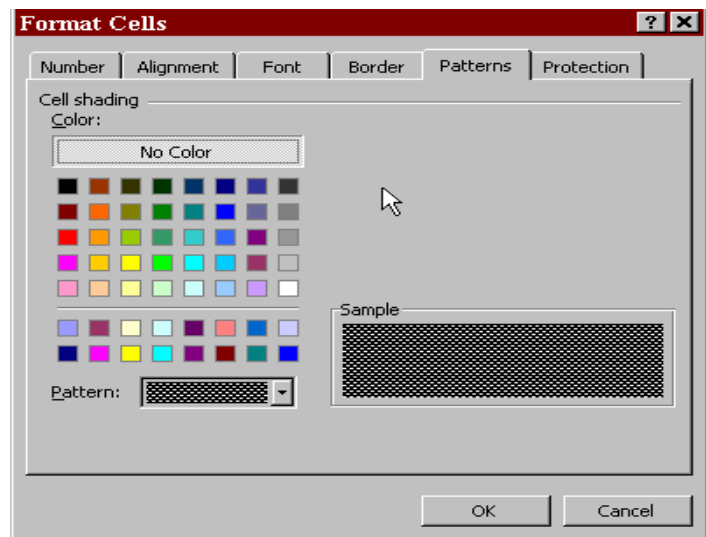 Format Cells
Number Alignment Font Border Patterns Protection
Cell shading
Color:
No Color
Sample
Pattern:
OK Cancel